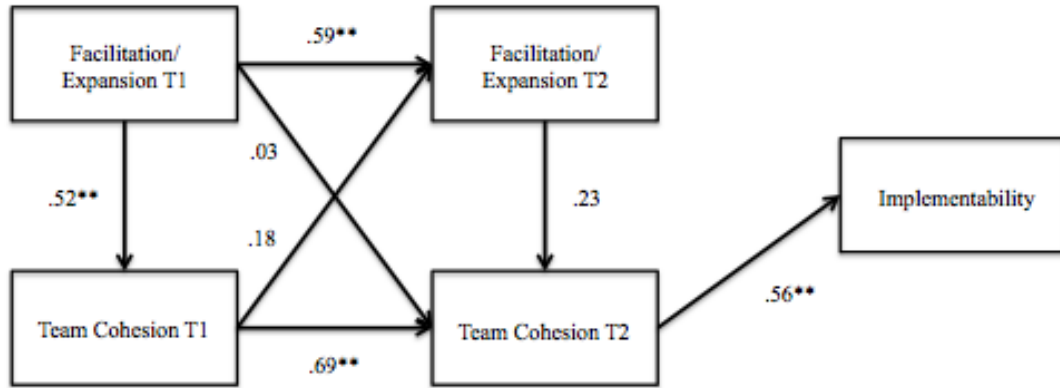 .59**
Facilitation/
Expansion T1
Facilitation/
Expansion T2
.03
.52**
.23
Implementability
.18
.56**
Team Cohesion T1
Team Cohesion T2
.69**